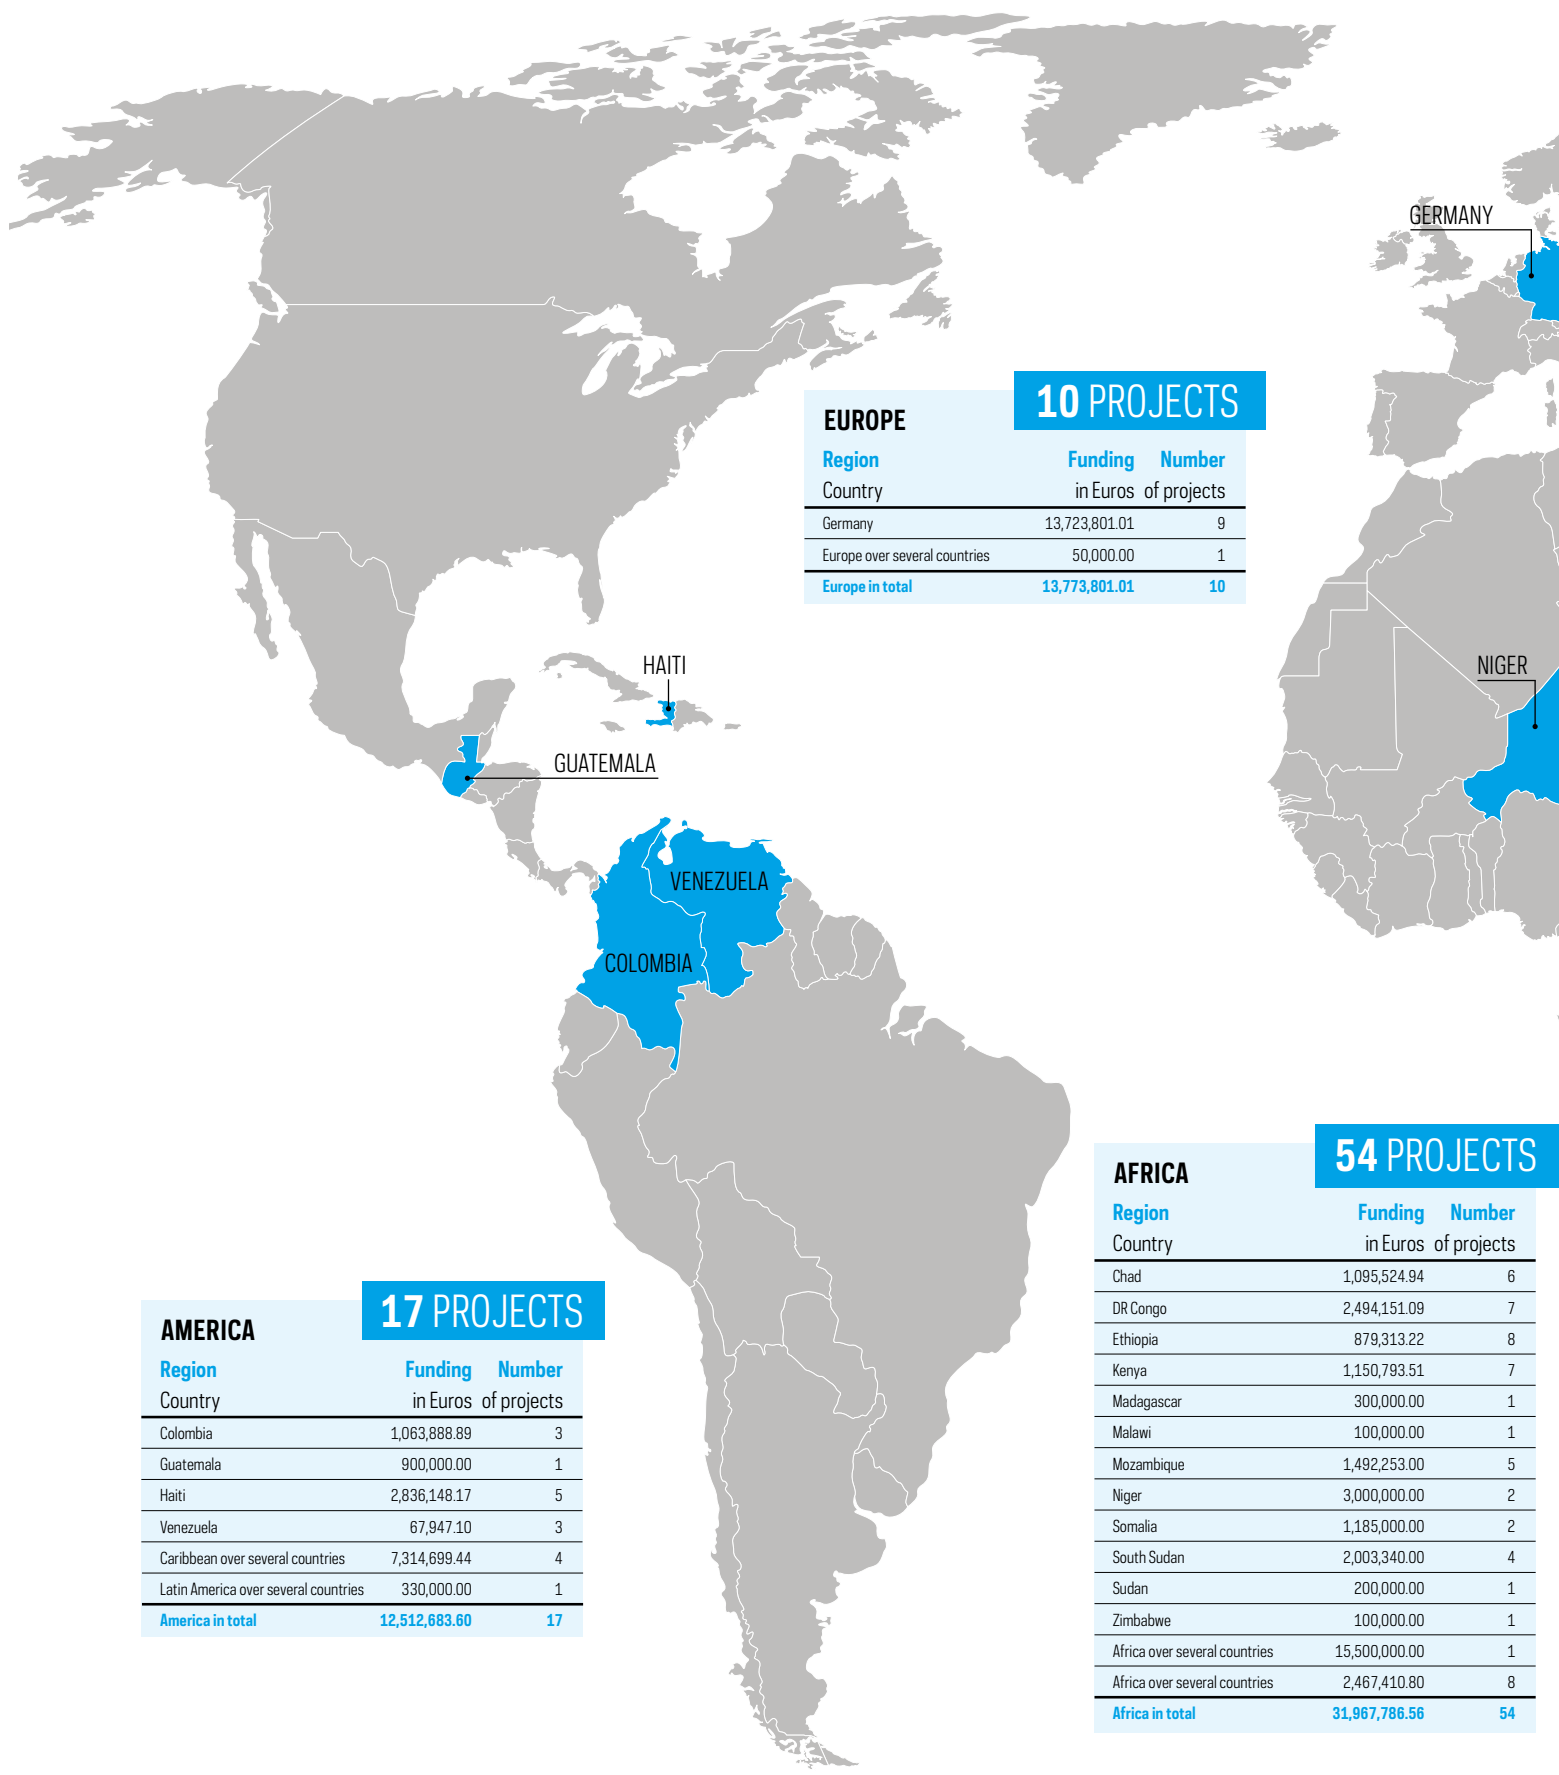 GERMANY
10 PROJECTS
EUROPE
Region Funding Number
Country in Euros of projects
Germany 13,723,801.01 9
Europe over several countries 50,000.00 1
Europe in total 13,773,801.01 10
HAITI
NIGER
GUATEMALA
VENEZUELA
COLOMBIA
54 PROJECTS
AFRICA
Region Funding Number
Country in Euros of projects
Chad 1,095,524.94 6
DR Congo 2,494,151.09 7
Ethiopia 879,313.22 8
Kenya 1,150,793.51 7
Madagascar 300,000.00 1
Malawi 100,000.00 1
Mozambique 1,492,253.00 5
Niger 3,000,000.00 2
Somalia 1,185,000.00 2
South Sudan 2,003,340.00 4
Sudan 200,000.00 1
Zimbabwe 100,000.00 1
Africa over several countries 15,500,000.00 1
Africa over several countries 2,467,410.80 8
Africa in total 31,967,786.56 54
17 PROJECTS
AMERICA
Region Funding Number
Country in Euros of projects
Colombia 1,063,888.89 3
Guatemala 900,000.00 1
Haiti 2,836,148.17 5
Venezuela 67,947.10 3
Caribbean over several countries 7,314,699.44 4
Latin America over several countries 330,000.00 1
America in total 12,512,683.60 17